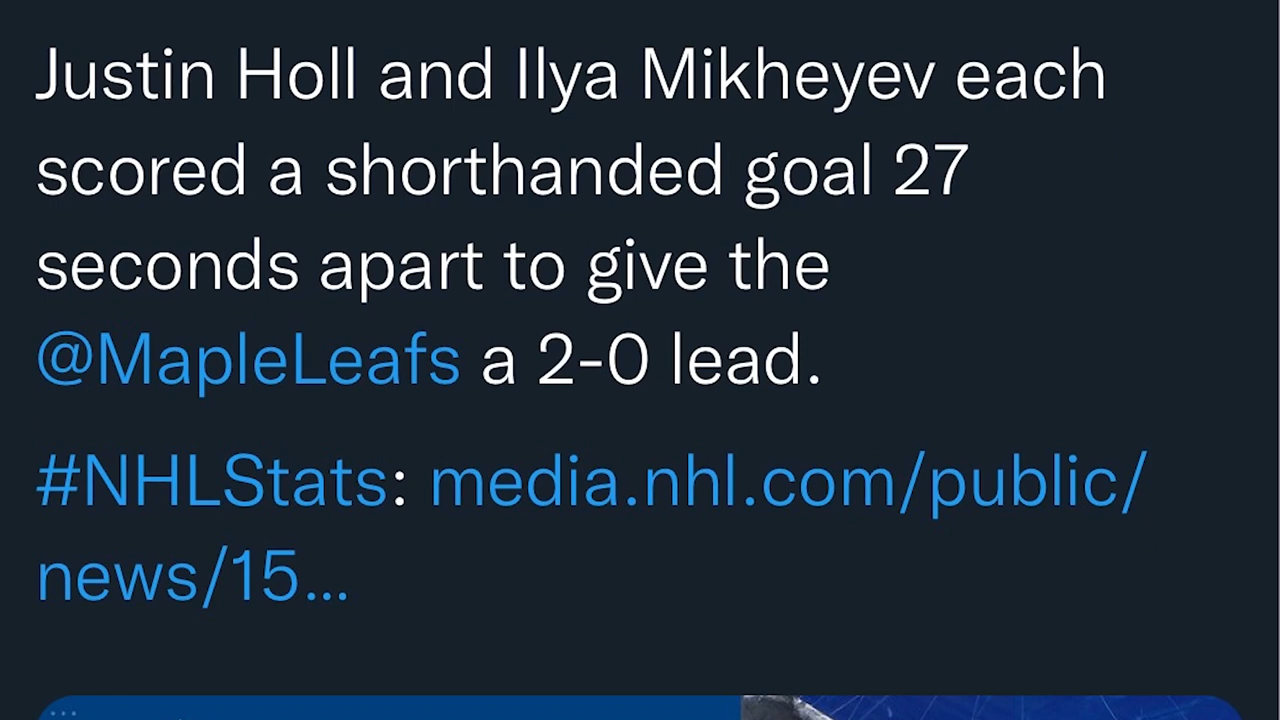 Justin Holl and Ilya Mikheyev each
scored a shorthanded goal 27
seconds apart to give the
@MapleLeafs a 2-0 lead.
#NHLStats: media.nhl.com/public/
news/15...